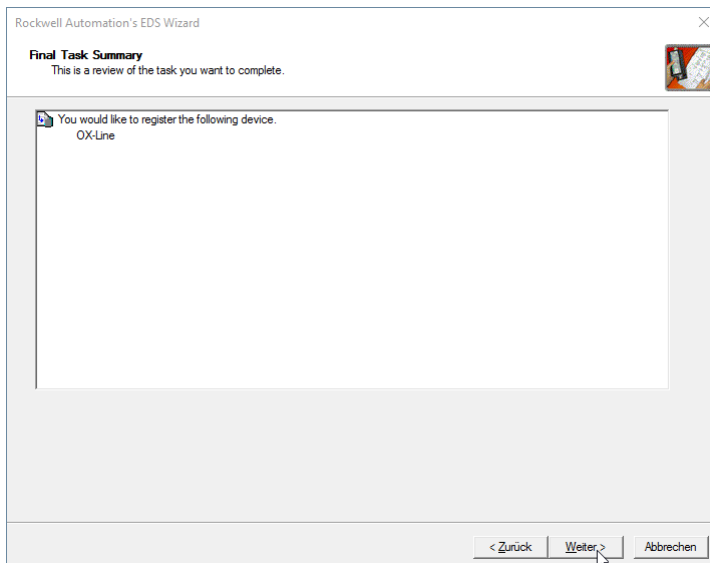 Rockwell Automation's EDS Wizard
Final Task Summary
This is a review of the task you want to complete.
You would like to register the following device.
OX-Line
< Zurück
Weiter >
Abbrechen